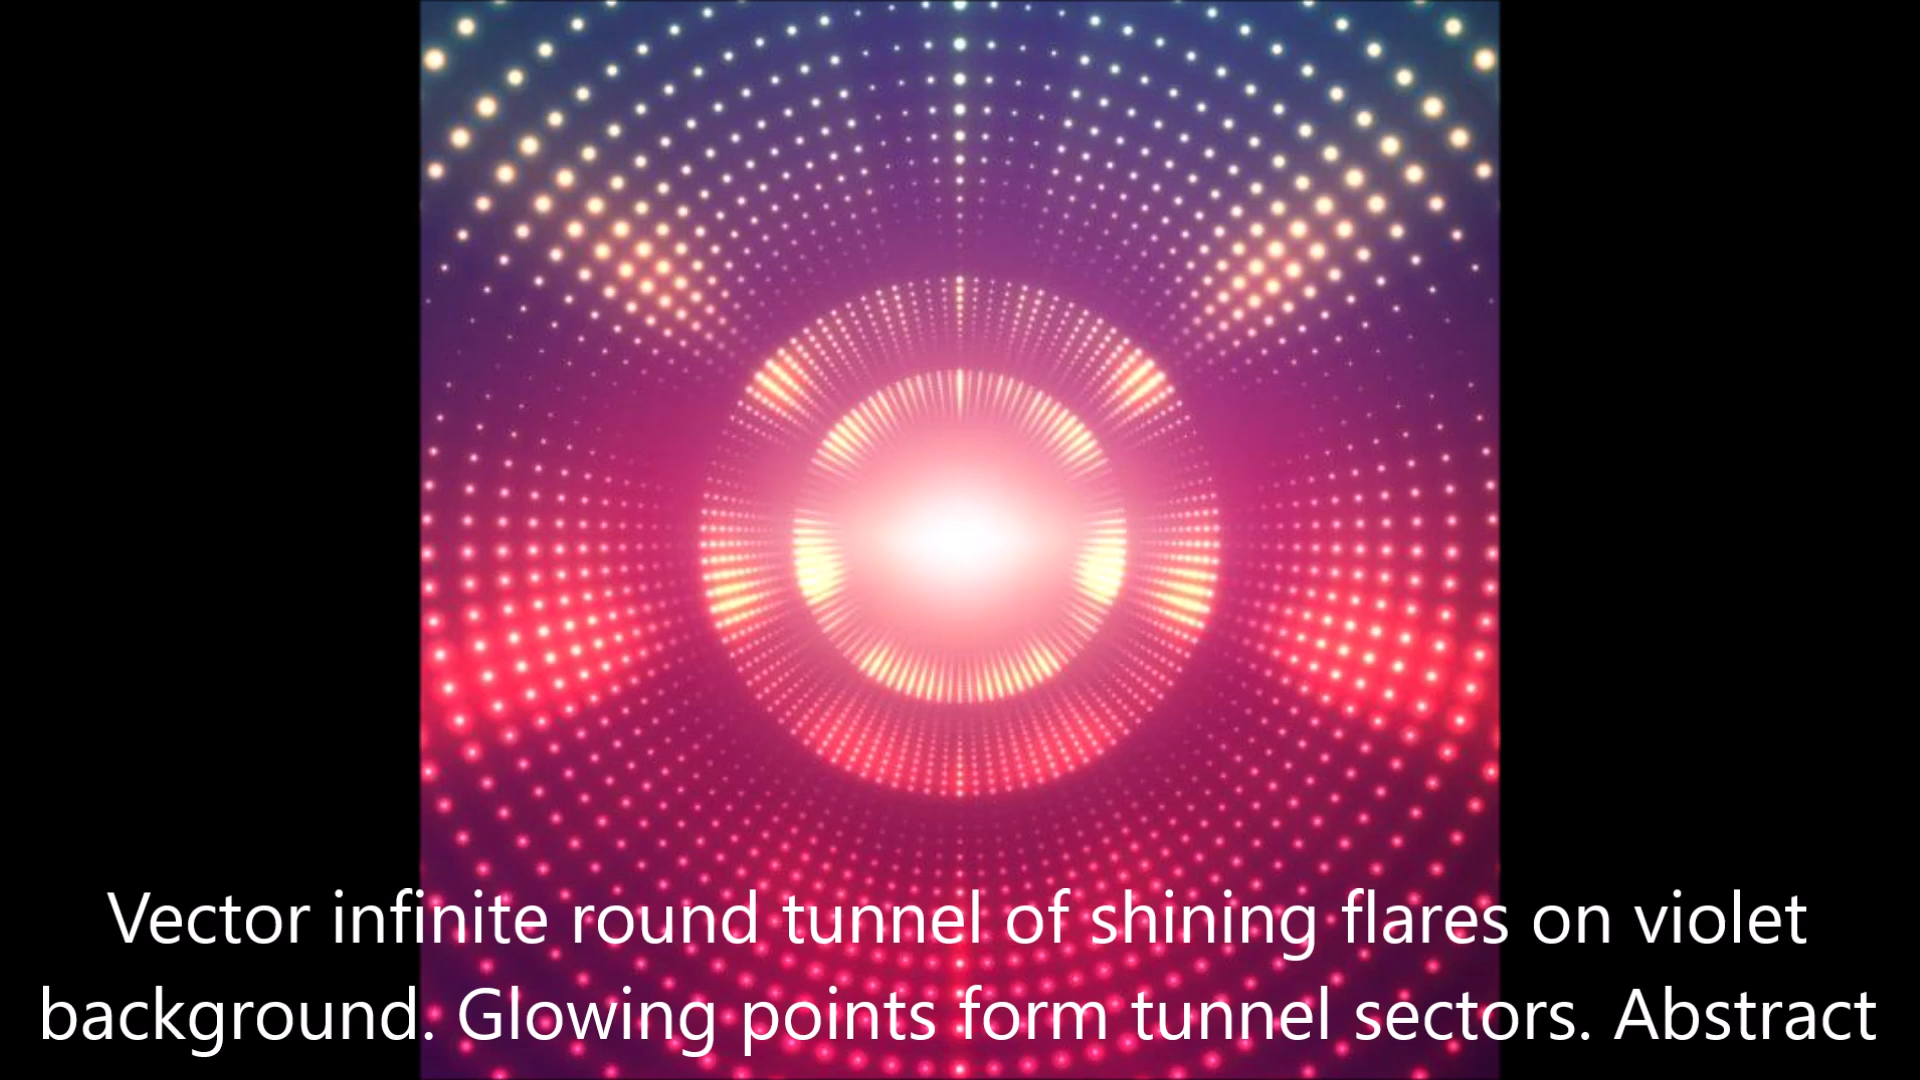 Vector infinite round tunnel of shining flares on violet
background. Glowing points form tunnel sectors. Abstract